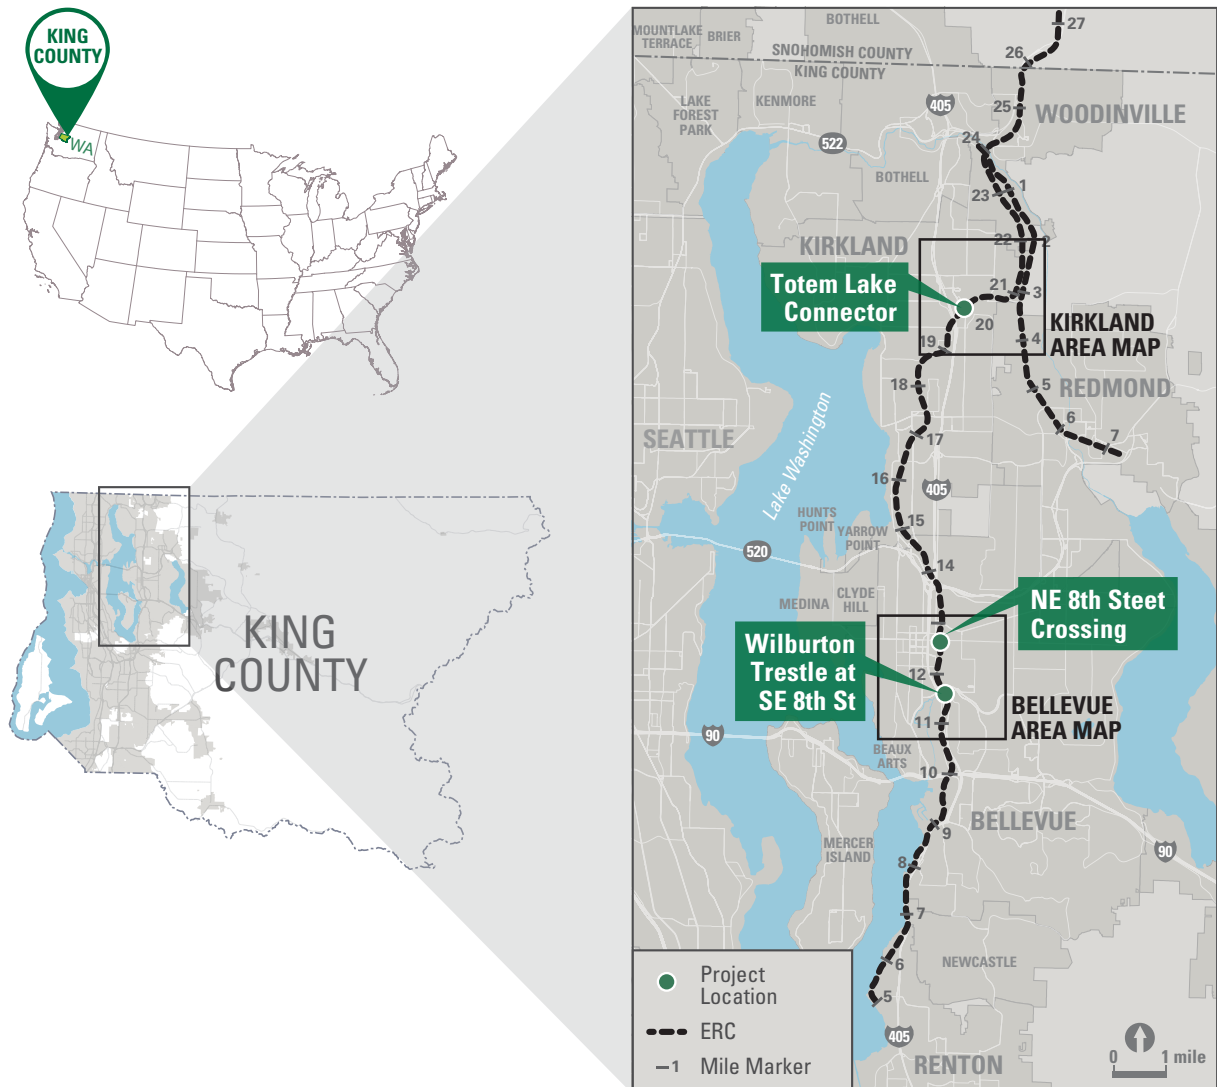 KING
COUNTY
WA
KING
COUNTY
BOTHELL
MOUNTLAKE
TERRACE
BRIER
SNOHOMISH COUNTY
KING COUNTY
27
26
LAKE
FOREST
PARK
KENMORE
405
25
WOODINVILLE
522
24
BOTHELL
23
1
KIRKLAND
22
2
Totem Lake
Connector
21
3
20
KIRKLAND
AREA MAP
19
4
18
5
REDMOND
6
7
SEATTLE
17
Lake Washington
16
405
HUNTS
POINT
15
YARROW
POINT
520
14
CLYDE
HILL
MEDINA
NE 8th Steet
Crossing
Wilburton
Trestle at
SE 8th St
12
BELLEVUE
AREA MAP
11
90
BEAUX
ARTS
10
BELLEVUE
9
MERCER
ISLAND
8
90
7
NEWCASTLE
6
5
405
RENTON
Project
Location
ERC
1
Mile Marker
0
1 mile